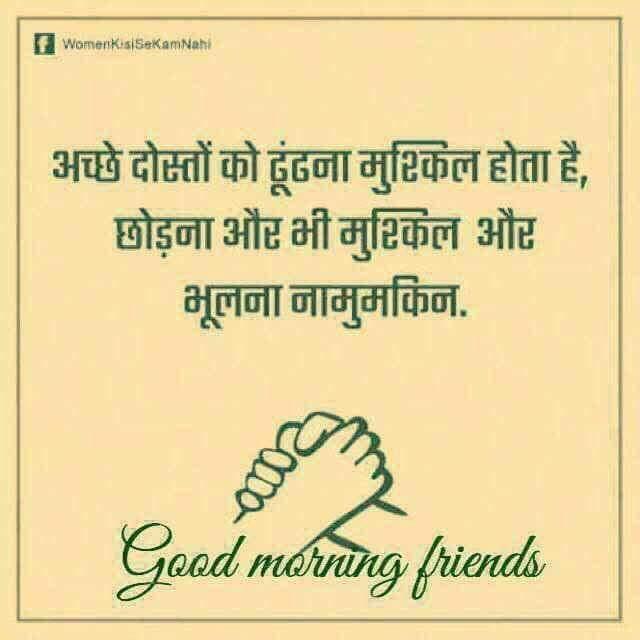 WomenKisiSeKamNahi
अच्छे दोस्तों को ढूंढना मुश्किल होता है,
छोड़ना और भी मुश्किल और
भूलना नामुमकिन.
Good morning friends